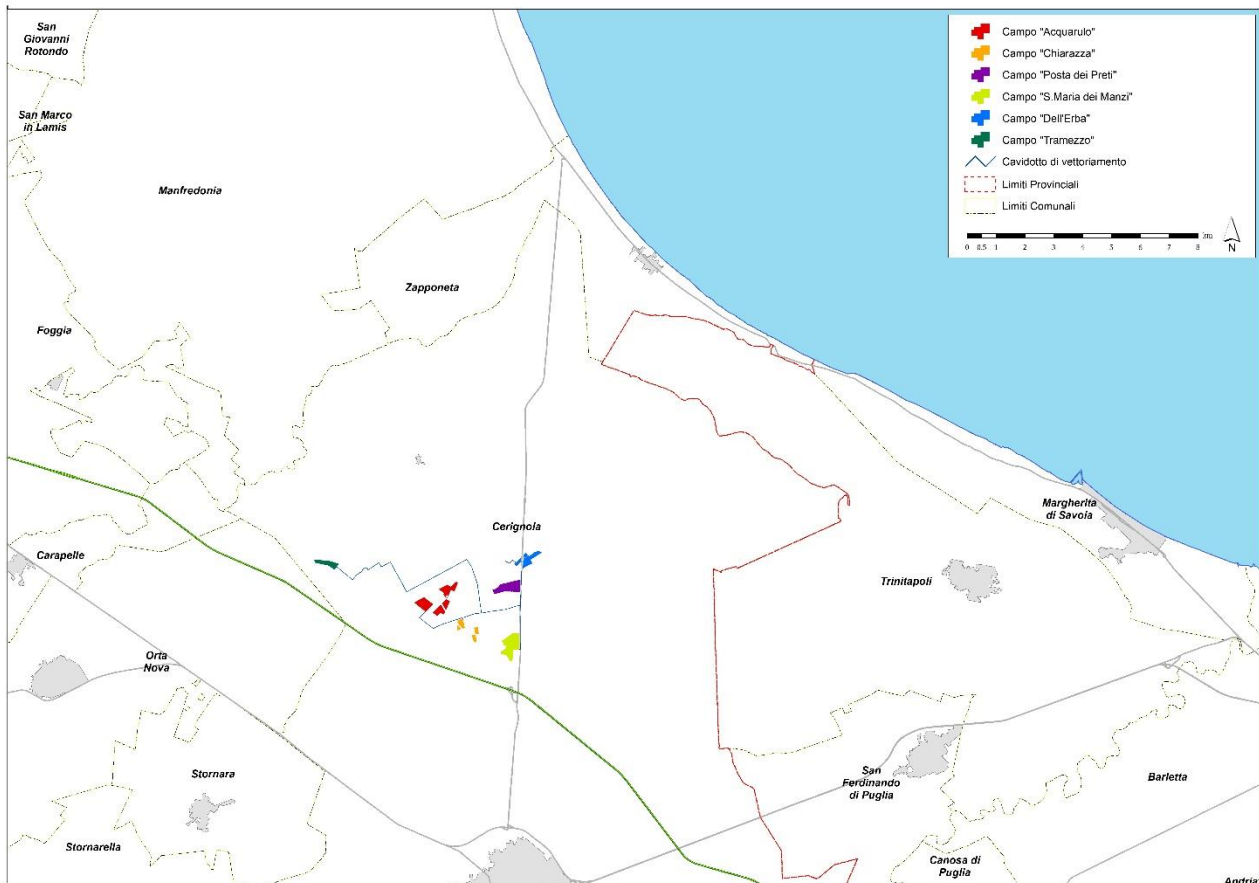 San
Giovanni
Rotondo
San Marco
in Lamis
Manfredonia
Zapponeta
Foggia
Cerignola
Carapelle
Orta
Nova
Stornara
Stornarella
Margherita
di Savoia
Trinitapoli
San
Ferdinando
di Puglia
Barletta
Canosa di
Puglia
Andria
Campo "Acquarulo"
Campo "Chiarazza"
Campo "Posta dei Preti"
Campo "S.Maria dei Manzi"
Campo "Dell'Erba"
Campo "Tramezzo"
Cavidotto di vettoriamento
Limiti Provinciali
Limiti Comunali
0 0.5 1 2 3 4 5 6 7 8 Km
N